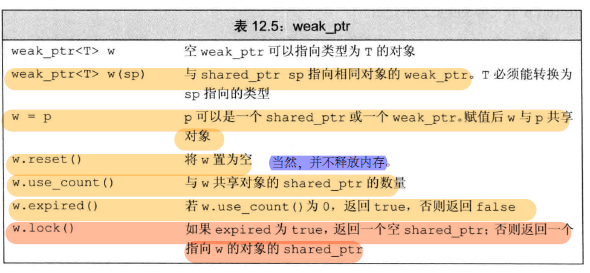 表 12.5：weak_ptr
weak_ptr<T> w 空 weak_ptr 可以指向类型为 T 的对象
weak_ptr<T> w(sp) 与 shared_ptr sp 指向相同对象的 weak_ptr。T 必须能转换为
sp 指向的类型
w = p p 可以是一个 shared_ptr 或一个 weak_ptr。赋值后 w 与 p 共享
对象
w.reset() 将 w 置为空 当然，并不释放内存。
w.use_count() 与 w 共享对象的 shared_ptr 的数量
w.expired() 若 w.use_count() 为 0，返回 true，否则返回 false
w.lock() 如果 expired 为 true，返回一个空 shared_ptr；否则返回一个
指向 w 的对象的 shared_ptr